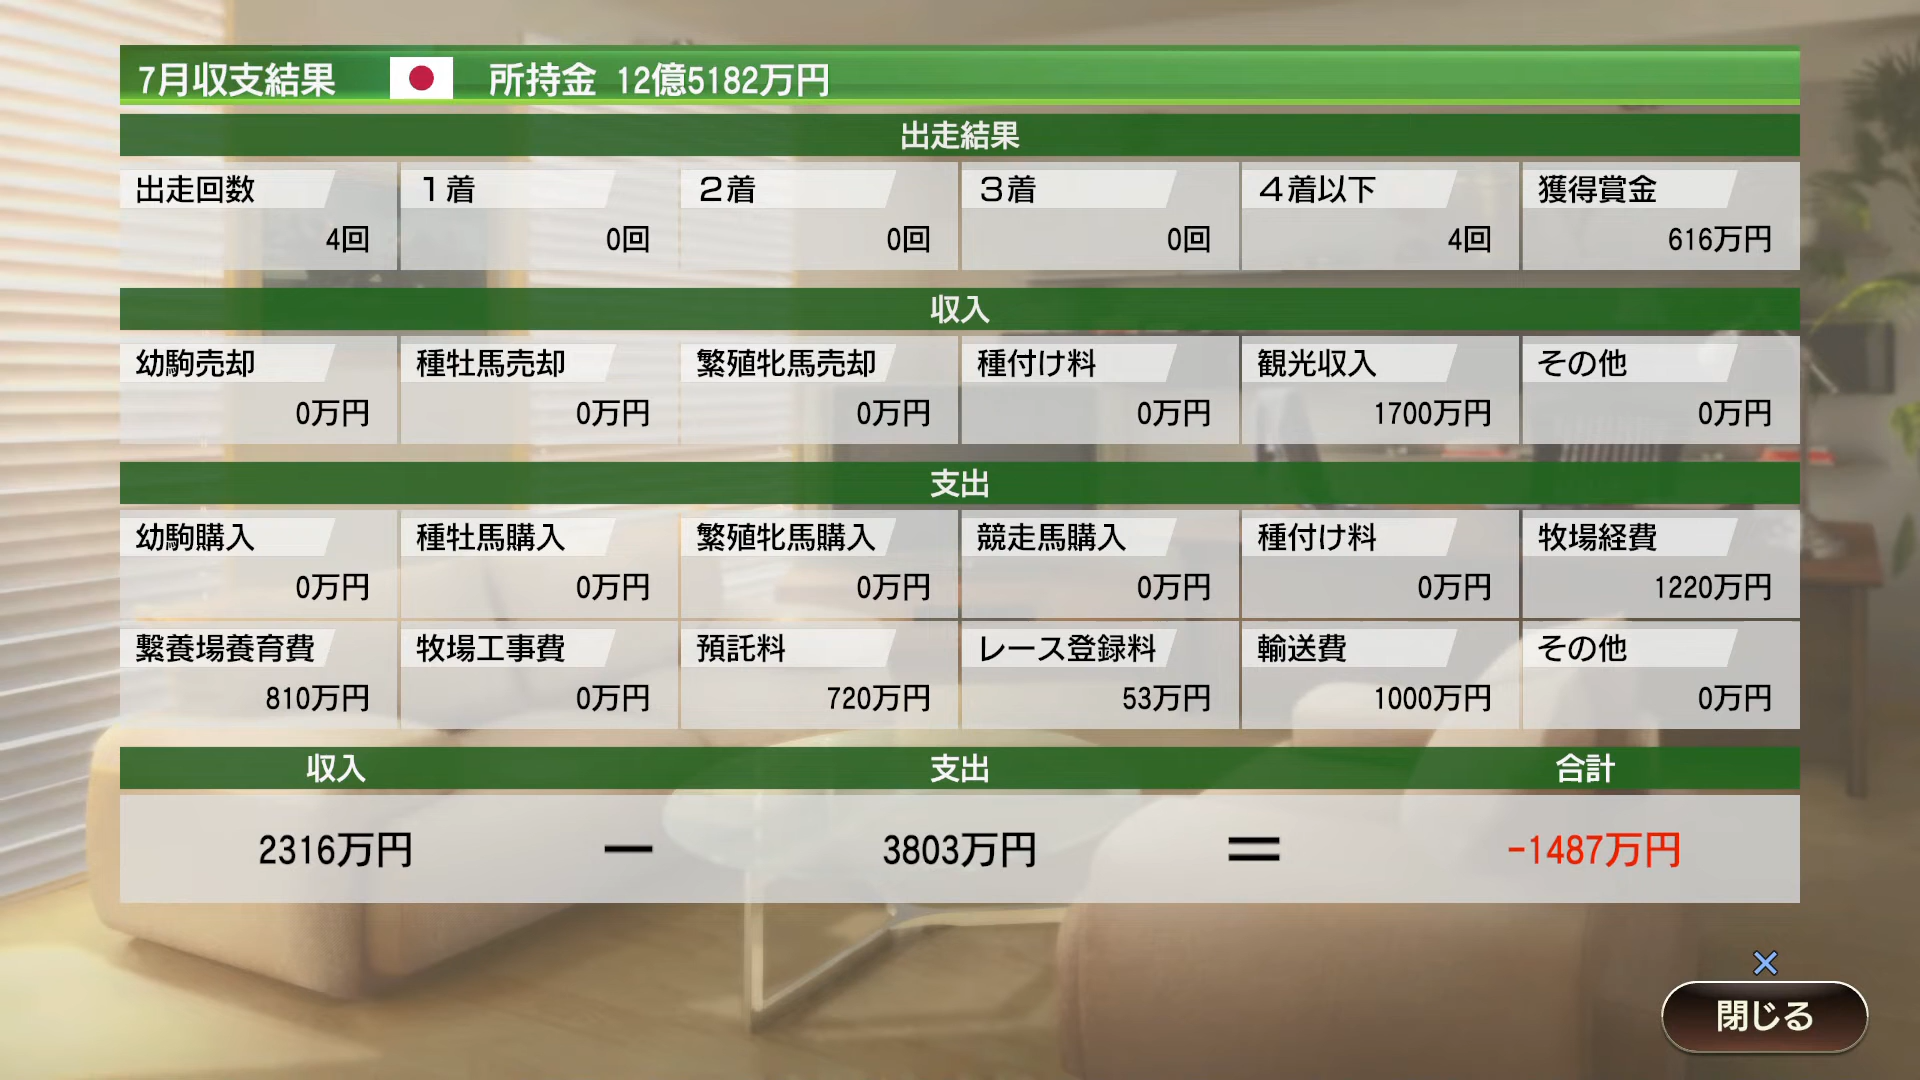 7月収支結果 所持金 12億5182万円
出走結果
出走回数 1着 2着 3着 4着以下 獲得賞金
4回 0回 0回 0回 4回 616万円
収入
幼駒売却 種牡馬売却 繁殖牝馬売却 種付け料 観光収入 その他
0万円 0万円 0万円 0万円 1700万円 0万円
支出
幼駒購入 種牡馬購入 繁殖牝馬購入 競走馬購入 種付け料 牧場経費
0万円 0万円 0万円 0万円 0万円 1220万円
繋養場養育費 牧場工事費 預託料 レース登録料 輸送費 その他
810万円 0万円 720万円 53万円 1000万円 0万円
収入 支出 合計
2316万円 − 3803万円 = -1487万円
閉じる